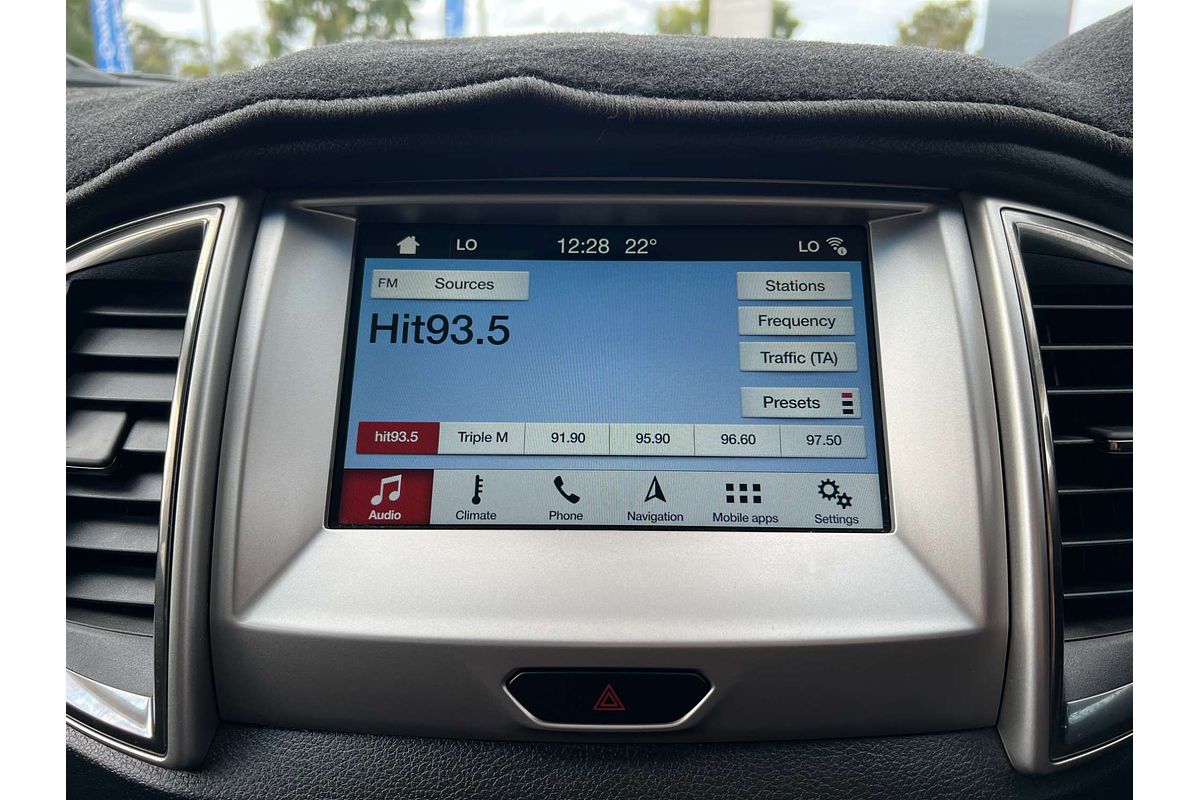 LO 12:28 22° LO
FM Sources
Stations
Hit93.5
Frequency
Traffic (TA)
Presets
hit93.5 Triple M 91.90 95.90 96.60 97.50
Audio Climate Phone Navigation Mobile apps Settings